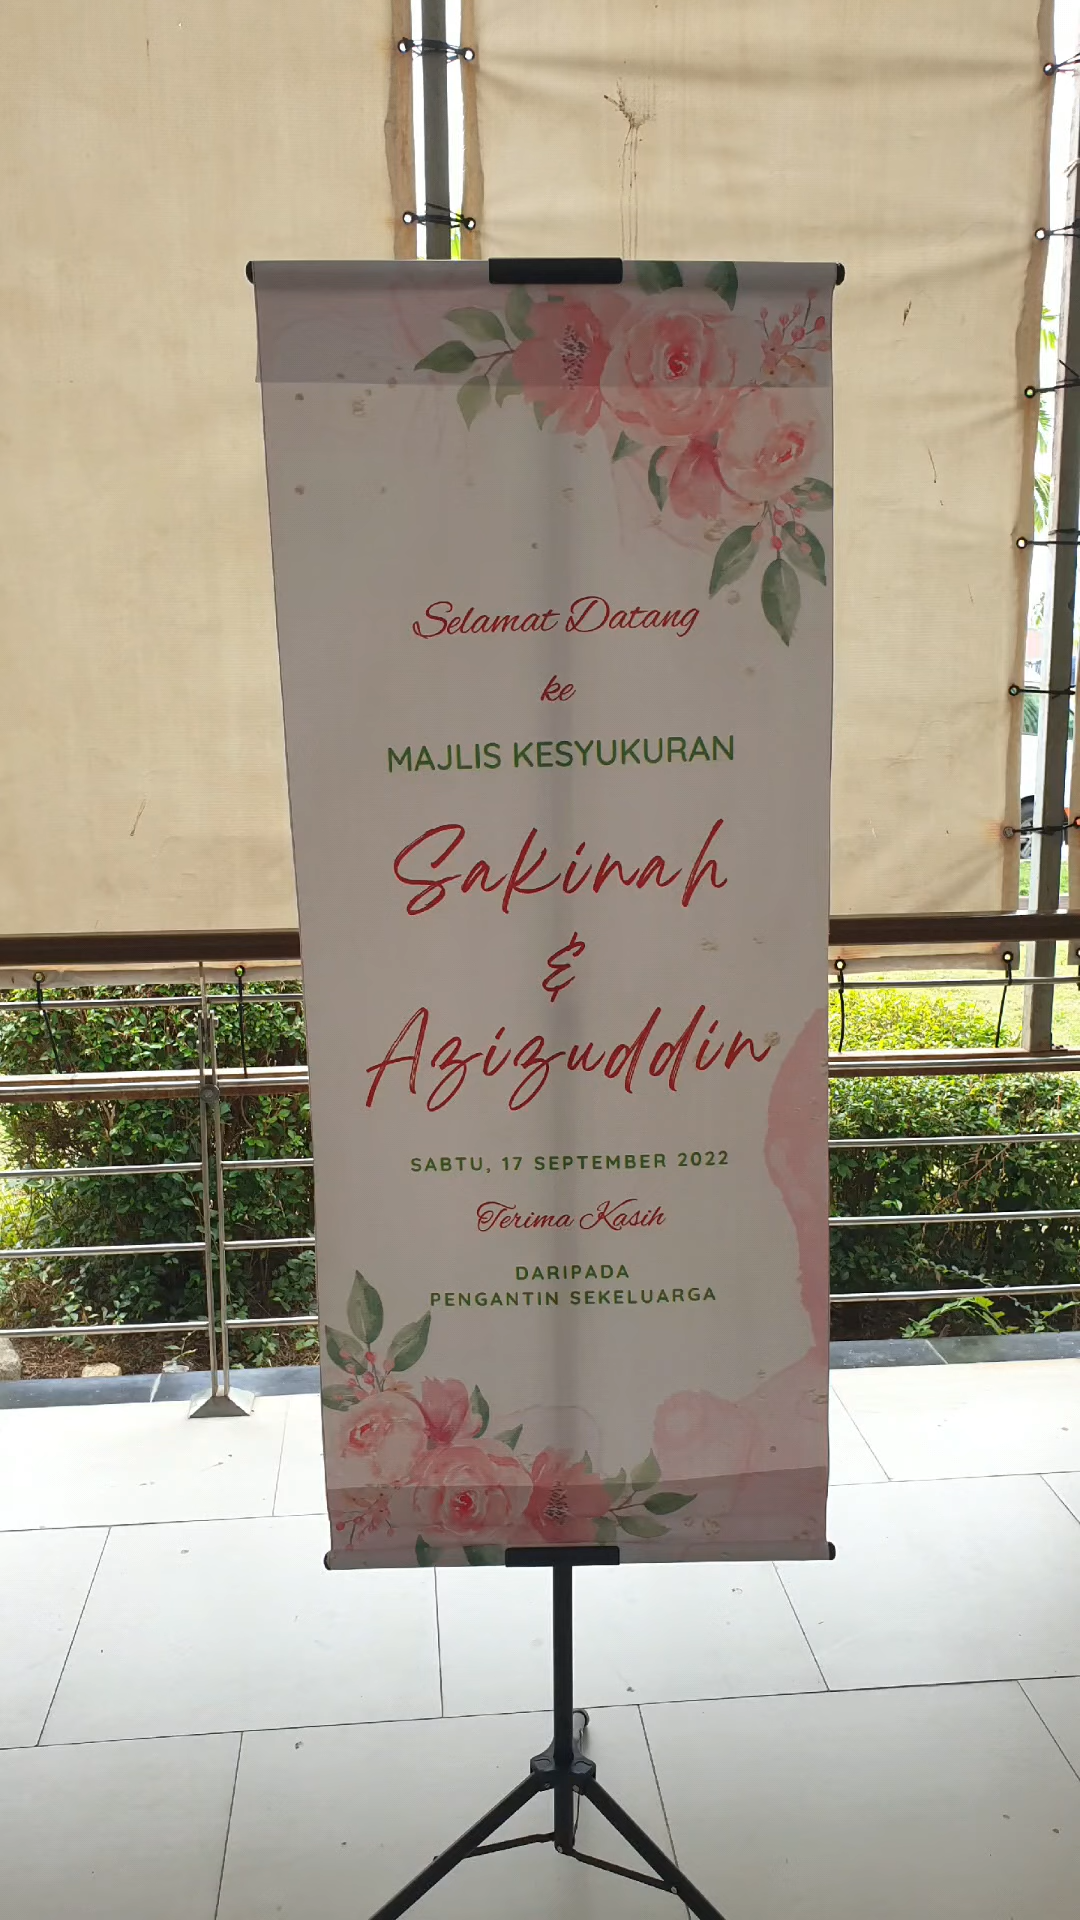 Selamat Datang
ke
MAJLIS KESYUKURAN
Sakinah
&
Azizuddin
SABTU, 17 SEPTEMBER 2022
Terima Kasih
DARIPADA
PENGANTIN SEKELUARGA